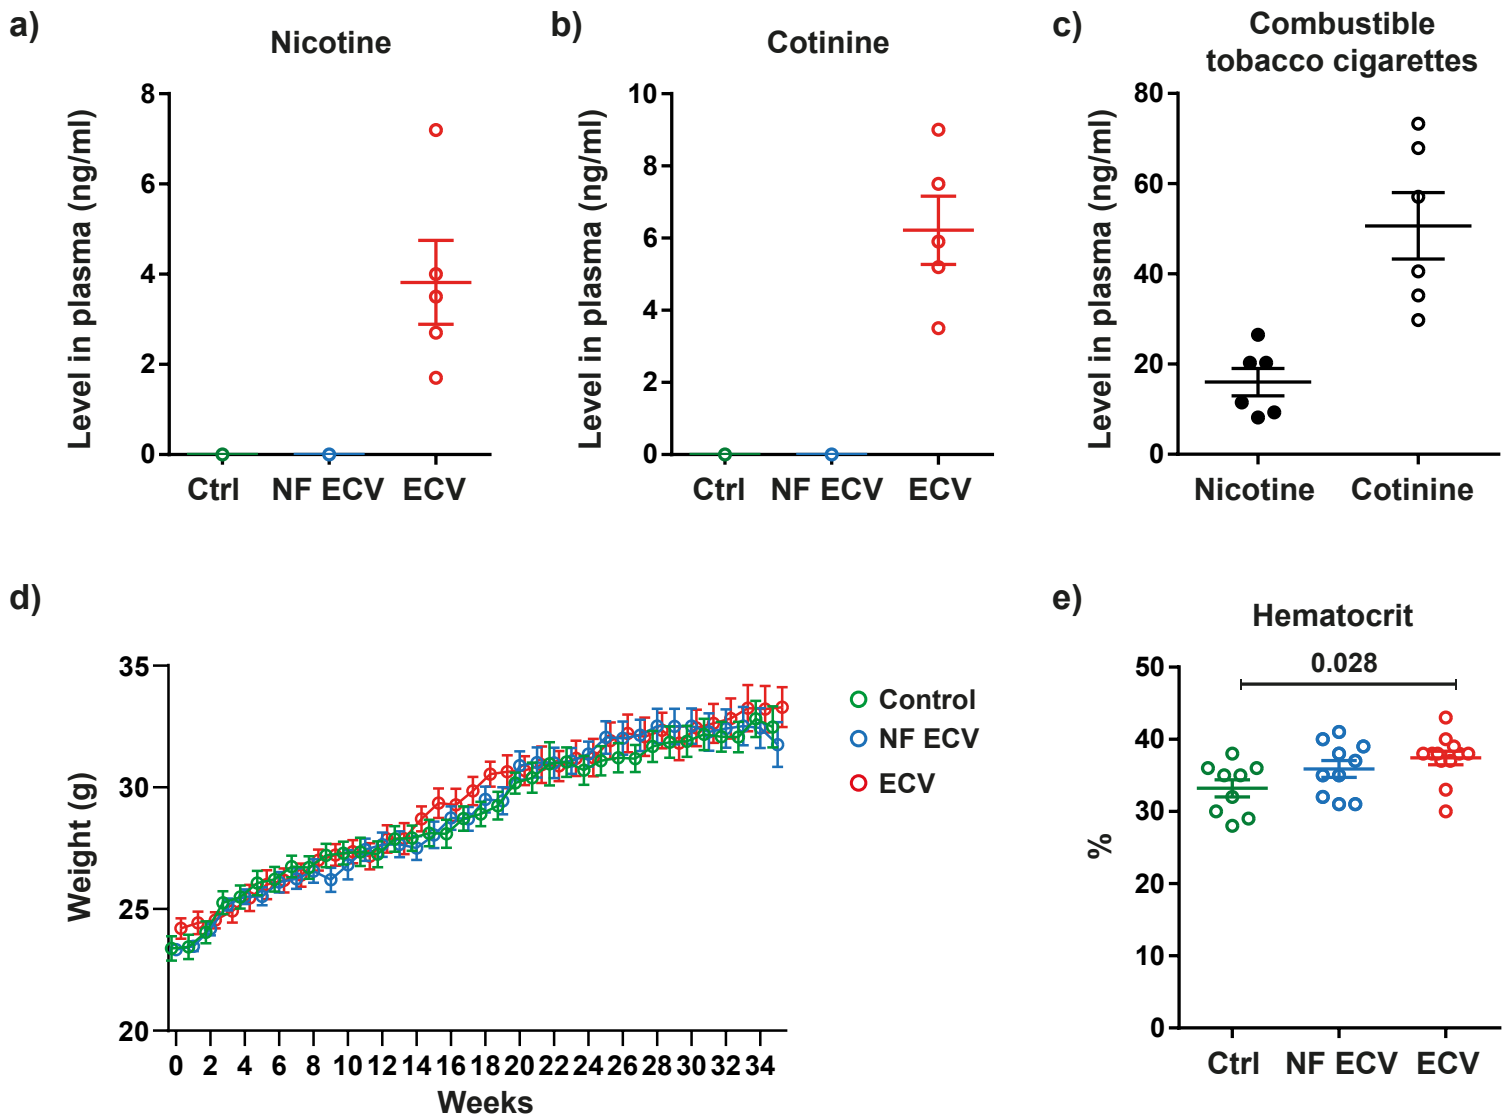 a)
Nicotine
Level in plasma (ng/ml)
8
6
4
2
0
Ctrl NF ECV ECV
b)
Cotinine
Level in plasma (ng/ml)
10
8
6
4
2
0
Ctrl NF ECV ECV
c)
Combustible
tobacco cigarettes
Level in plasma (ng/ml)
80
60
40
20
0
Nicotine Cotinine
d)
Weight (g)
35
30
25
20
0 2 4 6 8 10 12 14 16 18 20 22 24 26 28 30 32 34
Weeks
Control
NF ECV
ECV
e)
Hematocrit
0.028
%
50
40
30
20
10
0
Ctrl NF ECV ECV